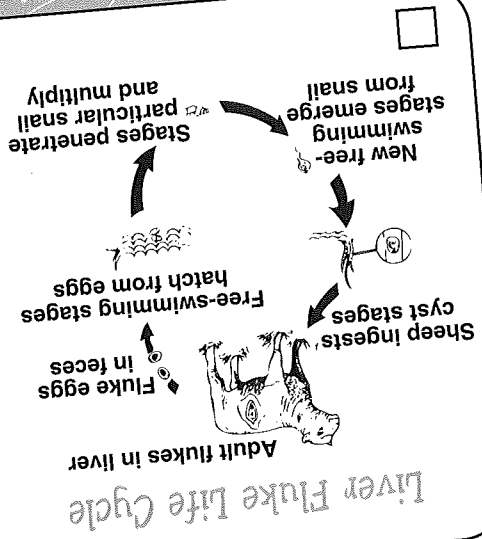 Liver Fluke Life Cycle
Adult flukes in liver
Fluke eggs
in feces
Free-swimming stages
hatch from eggs
Stages penetrate
particular snail
and multiply
New free-
swimming
stages emerge
from snail
Sheep ingests
cyst stages